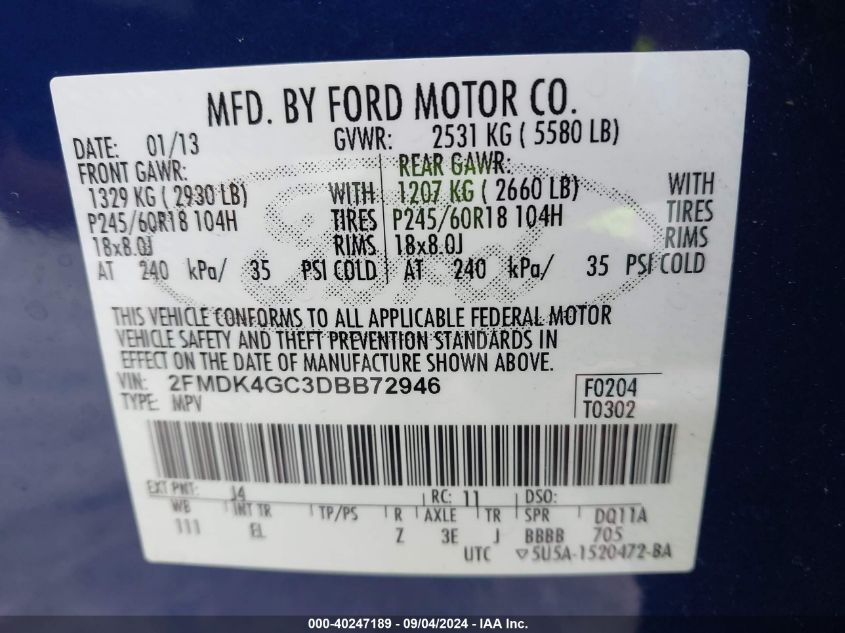 MFD. BY FORD MOTOR CO.
DATE: 01/13 GVWR: 2531 KG ( 5580 LB)
FRONT GAWR: REAR GAWR:
1329 KG ( 2930 LB) WITH 1207 KG ( 2660 LB) WITH
P245/60R18 104H TIRES P245/60R18 104H TIRES
18x8.0J RIMS 18x8.0J RIMS
AT 240 kPa/ 35 PSI COLD AT 240 kPa/ 35 PSI COLD
THIS VEHICLE CONFORMS TO ALL APPLICABLE FEDERAL MOTOR
VEHICLE SAFETY AND THEFT PREVENTION STANDARDS IN
EFFECT ON THE DATE OF MANUFACTURE SHOWN ABOVE.
VIN: 2FMDK4GC3DBB72946 F0204
TYPE: MPV T0302
EXT PNT: J4 RC: 11 DSO:
WB INT TR TP/PS R AXLE TR SPR DQ11A
111 EL Z 3E J BBBB 705
UTC ▽5U5A-1520472-BA
000-40247189 - 09/04/2024 - IAA Inc.